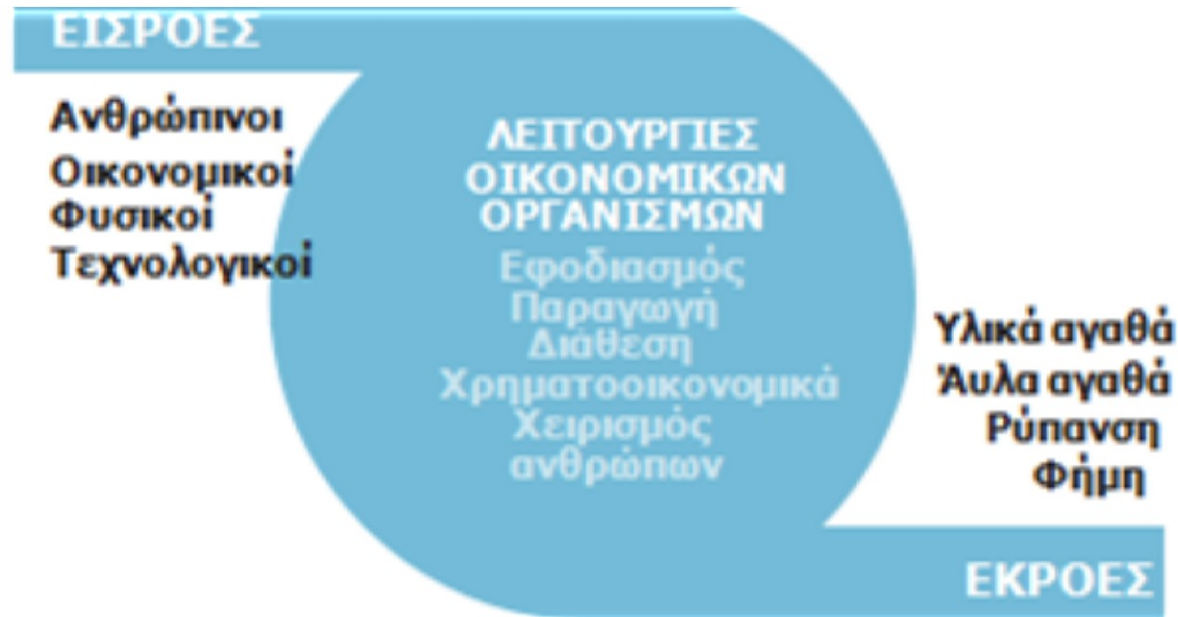 ΕΙΣΡΟΕΣ
Ανθρώπινοι
Οικονομικοί
Φυσικοί
Τεχνολογικοί
ΛΕΙΤΟΥΡΓΙΕΣ
ΟΙΚΟΝΟΜΙΚΩΝ
ΟΡΓΑΝΙΣΜΩΝ
Εφοδιασμός
Παραγωγή
Διάθεση
Χρηματοοικονομικά
Χειρισμός
ανθρώπων
Υλικά αγαθά
Άυλα αγαθά
Ρύπανση
Φήμη
ΕΚΡΟΕΣ